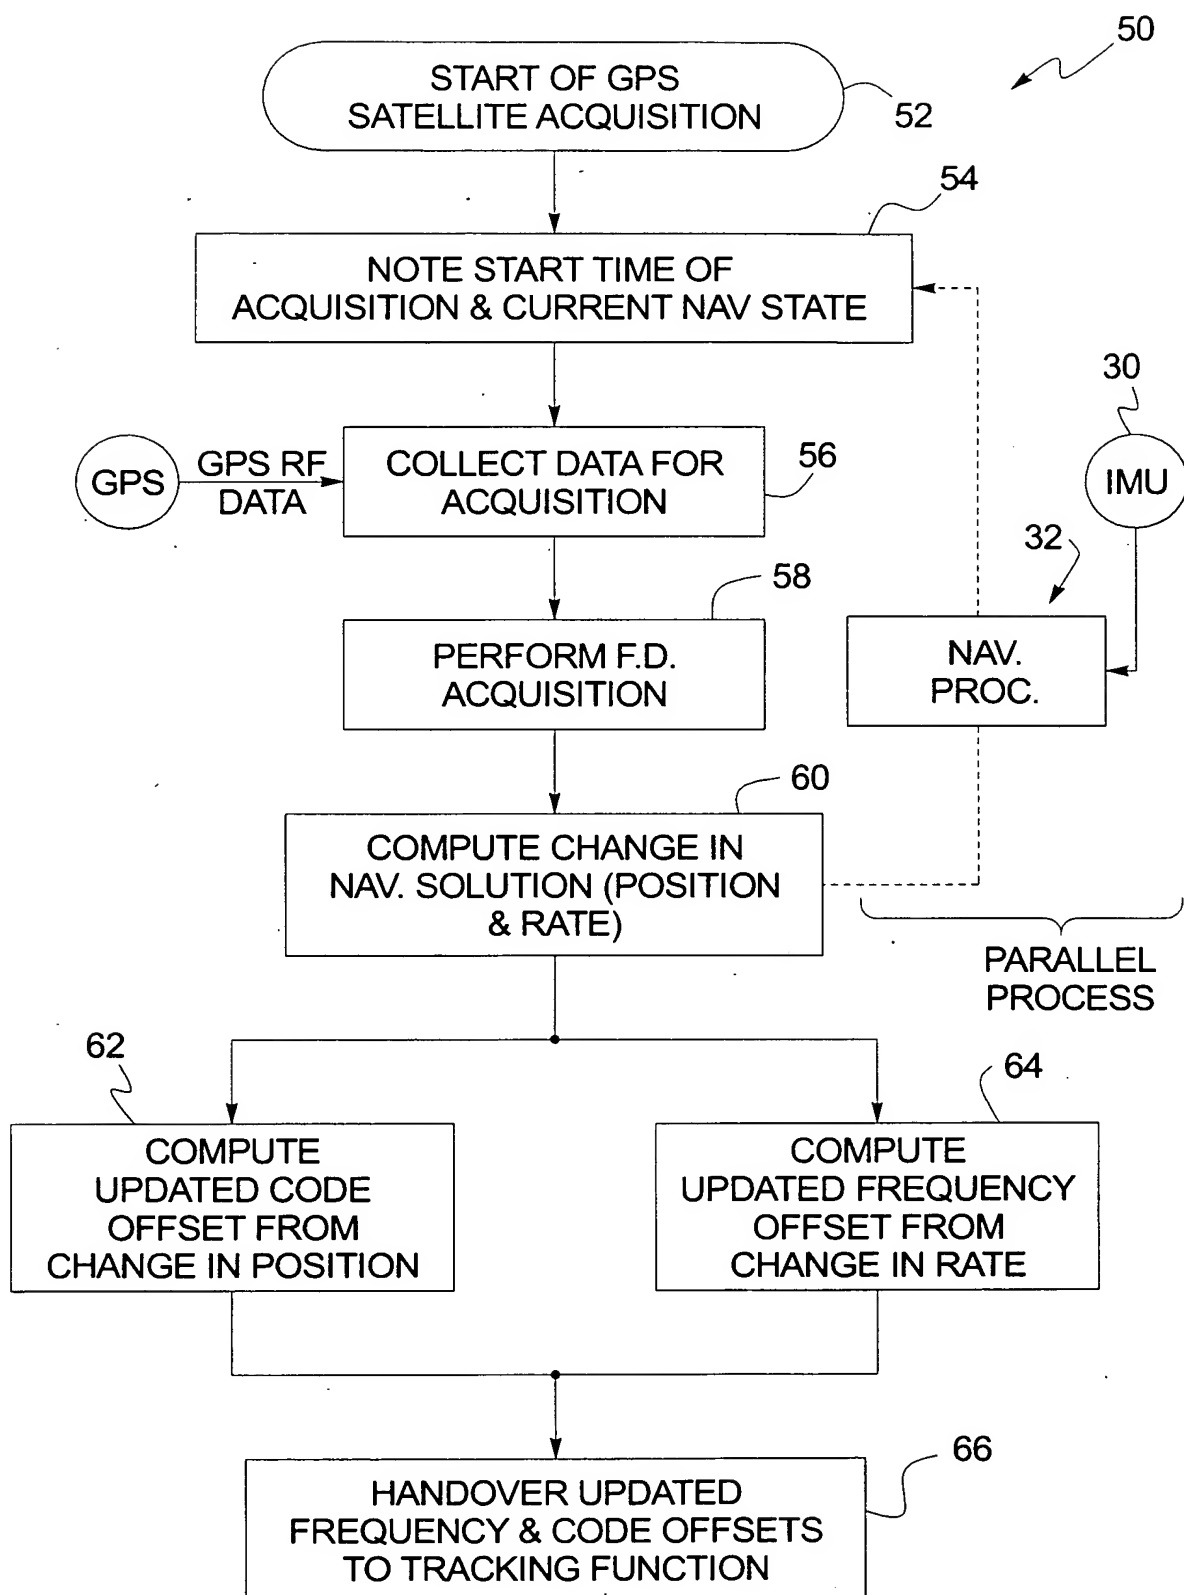 50
START OF GPS
SATELLITE ACQUISITION
52
54
NOTE START TIME OF
ACQUISITION & CURRENT NAV STATE
30
GPS
GPS RF
DATA
COLLECT DATA FOR
ACQUISITION
56
IMU
32
58
PERFORM F.D.
ACQUISITION
NAV.
PROC.
60
COMPUTE CHANGE IN
NAV. SOLUTION (POSITION
& RATE)
PARALLEL
PROCESS
62
64
COMPUTE
UPDATED CODE
OFFSET FROM
CHANGE IN POSITION
COMPUTE
UPDATED FREQUENCY
OFFSET FROM
CHANGE IN RATE
66
HANDOVER UPDATED
FREQUENCY & CODE OFFSETS
TO TRACKING FUNCTION